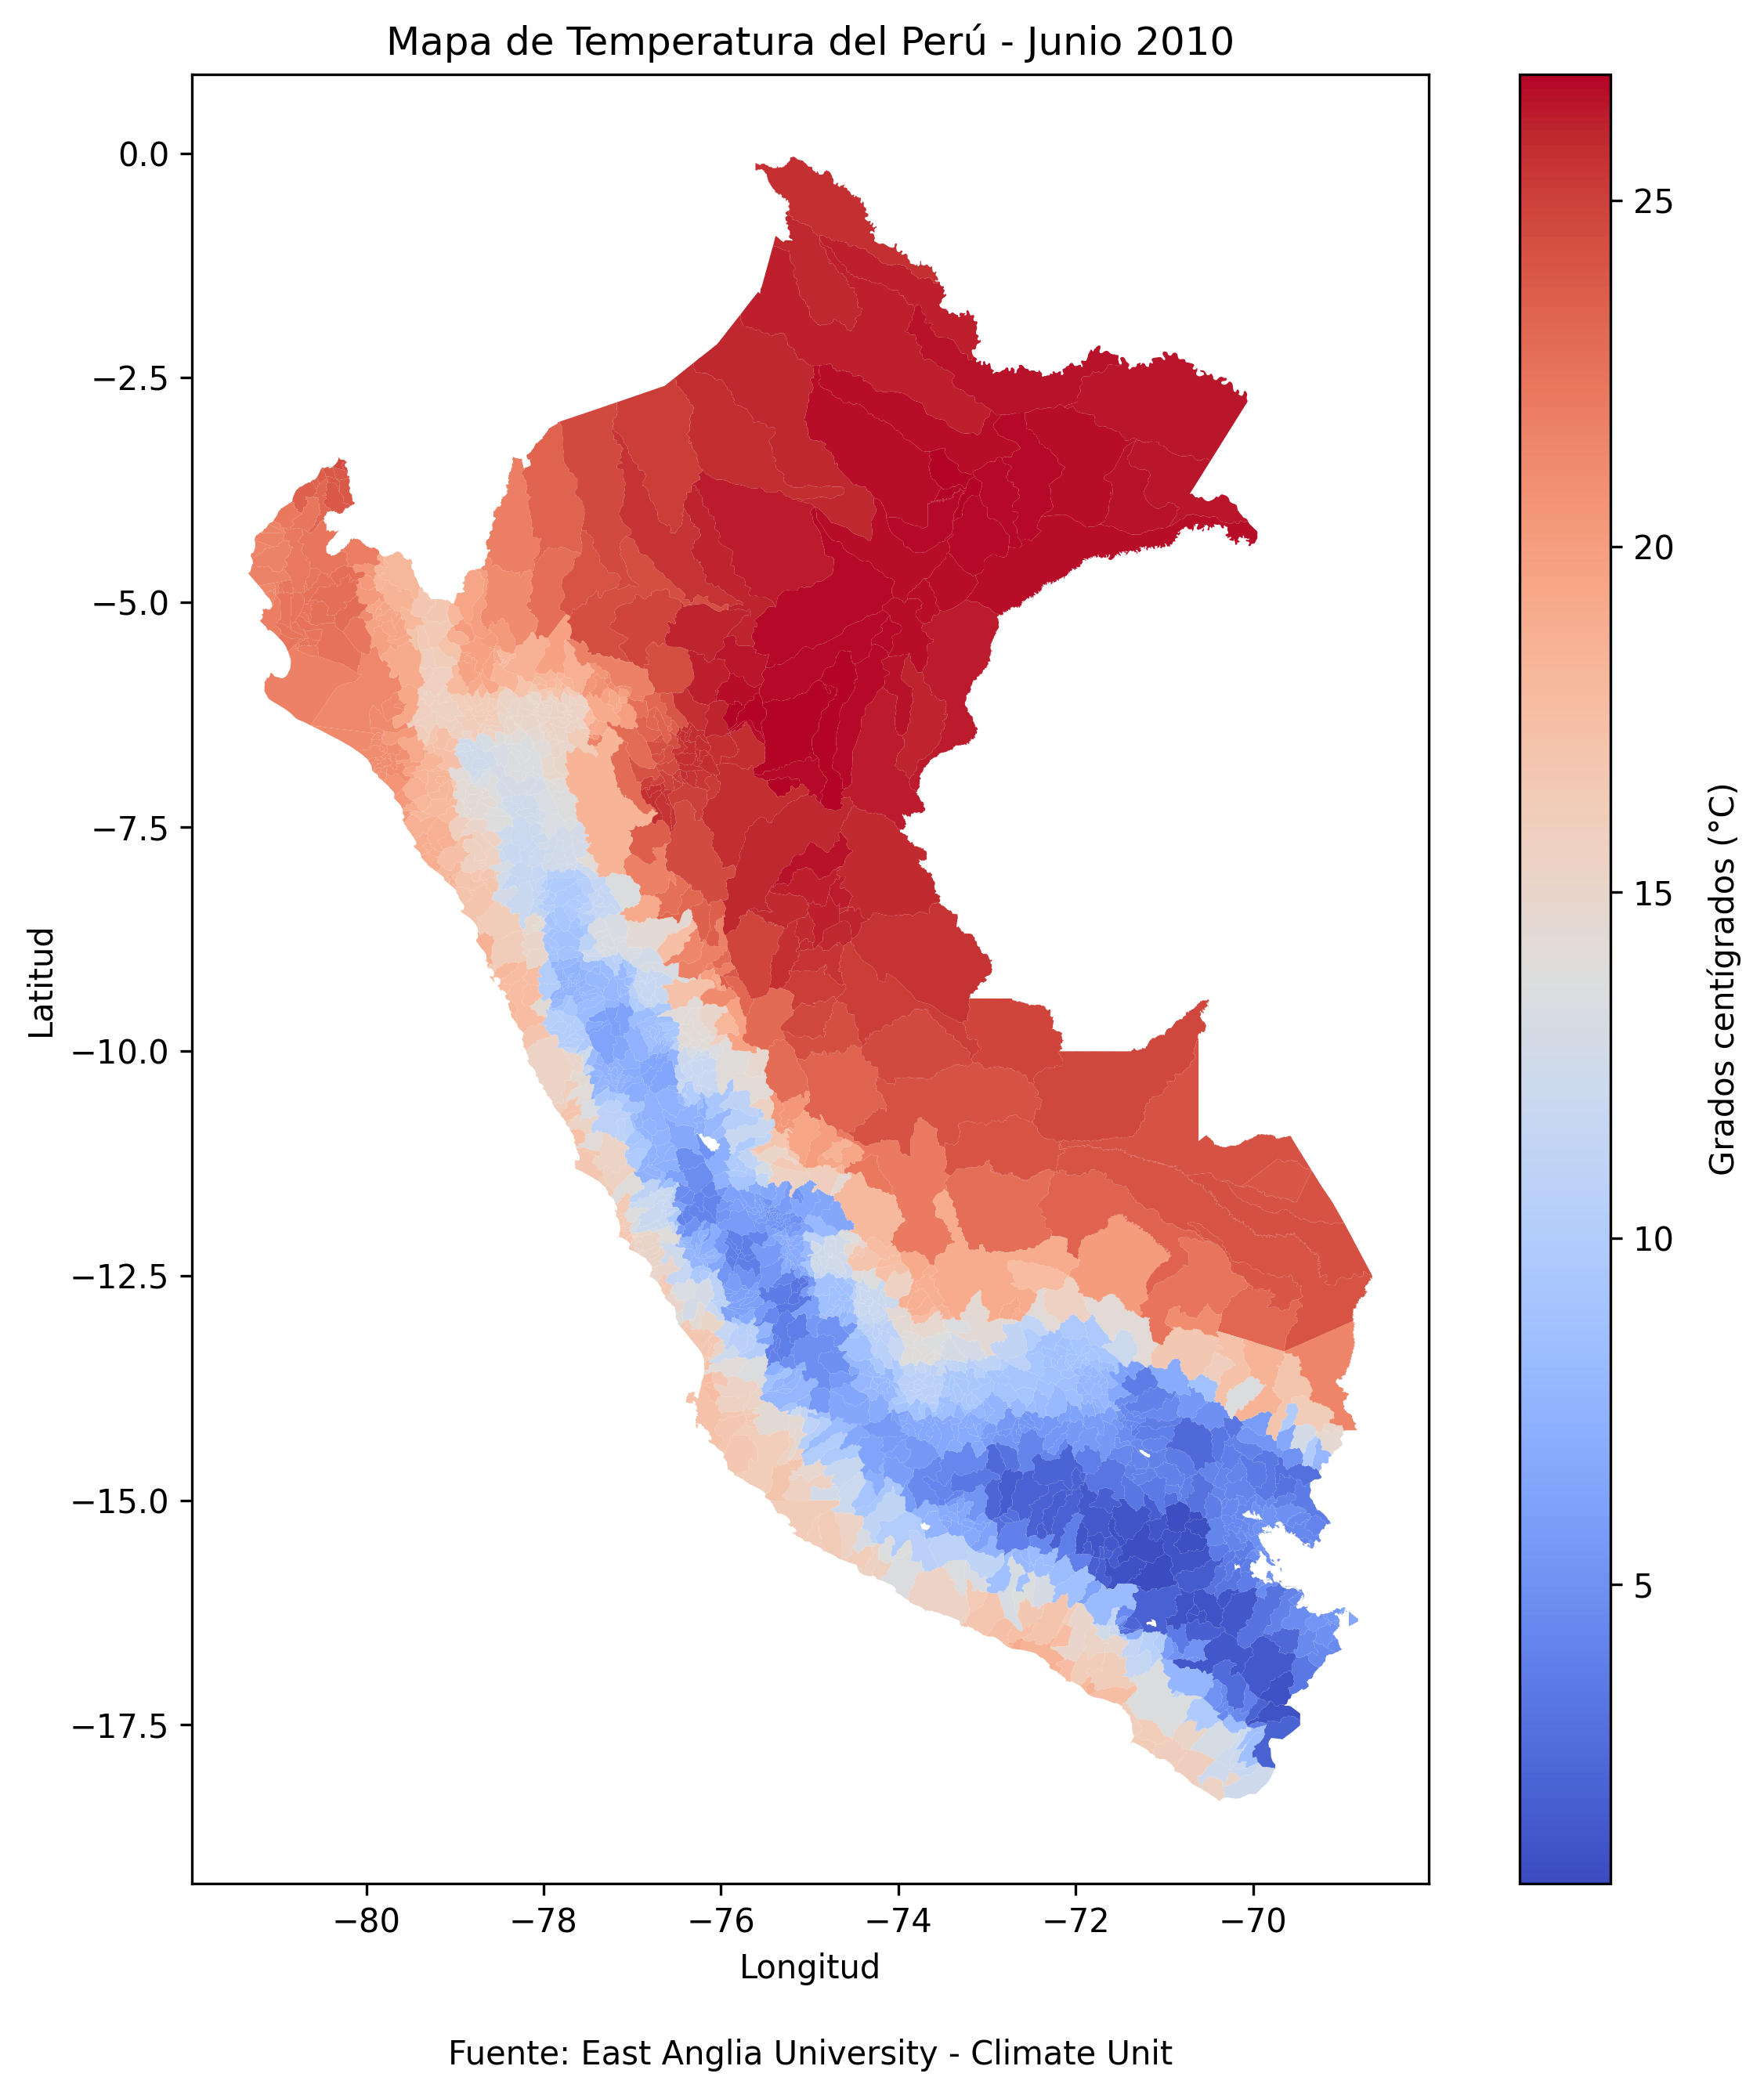 Mapa de Temperatura del Perú - Junio 2010
0.0
−2.5
−5.0
−7.5
−10.0
−12.5
−15.0
−17.5
Latitud
−80 −78 −76 −74 −72 −70
Longitud
25
20
15
10
5
Grados centígrados (°C)
Fuente: East Anglia University - Climate Unit